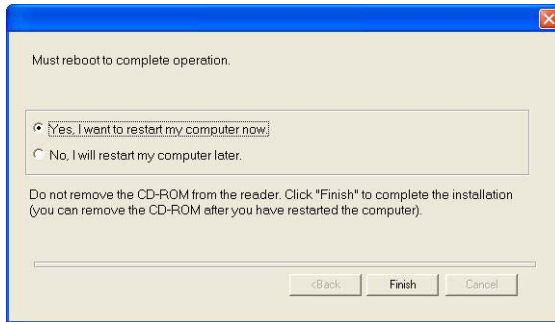 Must reboot to complete operation.
Yes, I want to restart my computer now.
No, I will restart my computer later.
Do not remove the CD-ROM from the reader. Click "Finish" to complete the installation
(you can remove the CD-ROM after you have restarted the computer).
<Back Finish Cancel